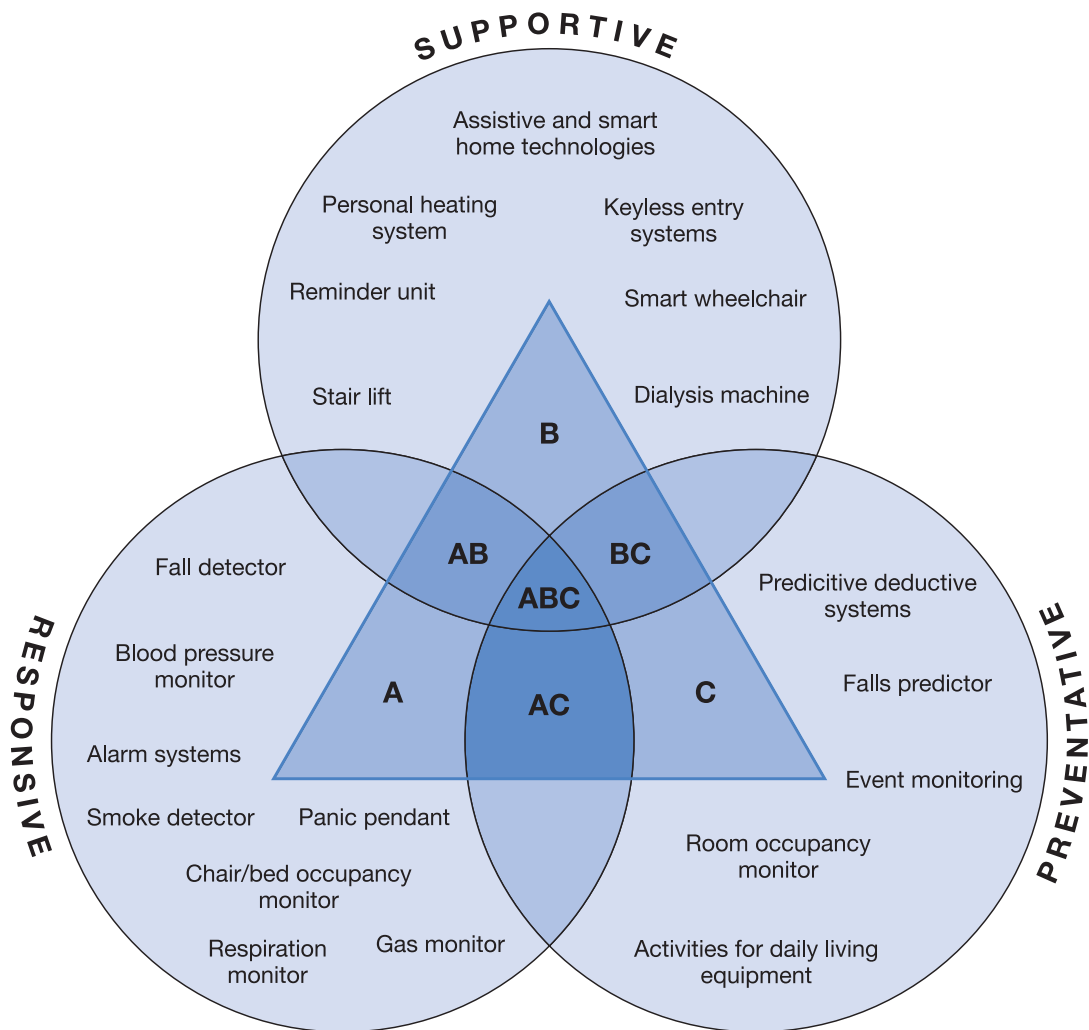 SUPPORTIVE
Assistive and smart
home technologies
Personal heating
system
Keyless entry
systems
Reminder unit
Smart wheelchair
Stair lift
Dialysis machine
B
AB
BC
ABC
A
AC
C
RESPONSIVE
Fall detector
Blood pressure
monitor
Alarm systems
Smoke detector
Panic pendant
Chair/bed occupancy
monitor
Respiration
monitor
Gas monitor
PREVENTATIVE
Predicitive deductive
systems
Falls predictor
Event monitoring
Room occupancy
monitor
Activities for daily living
equipment